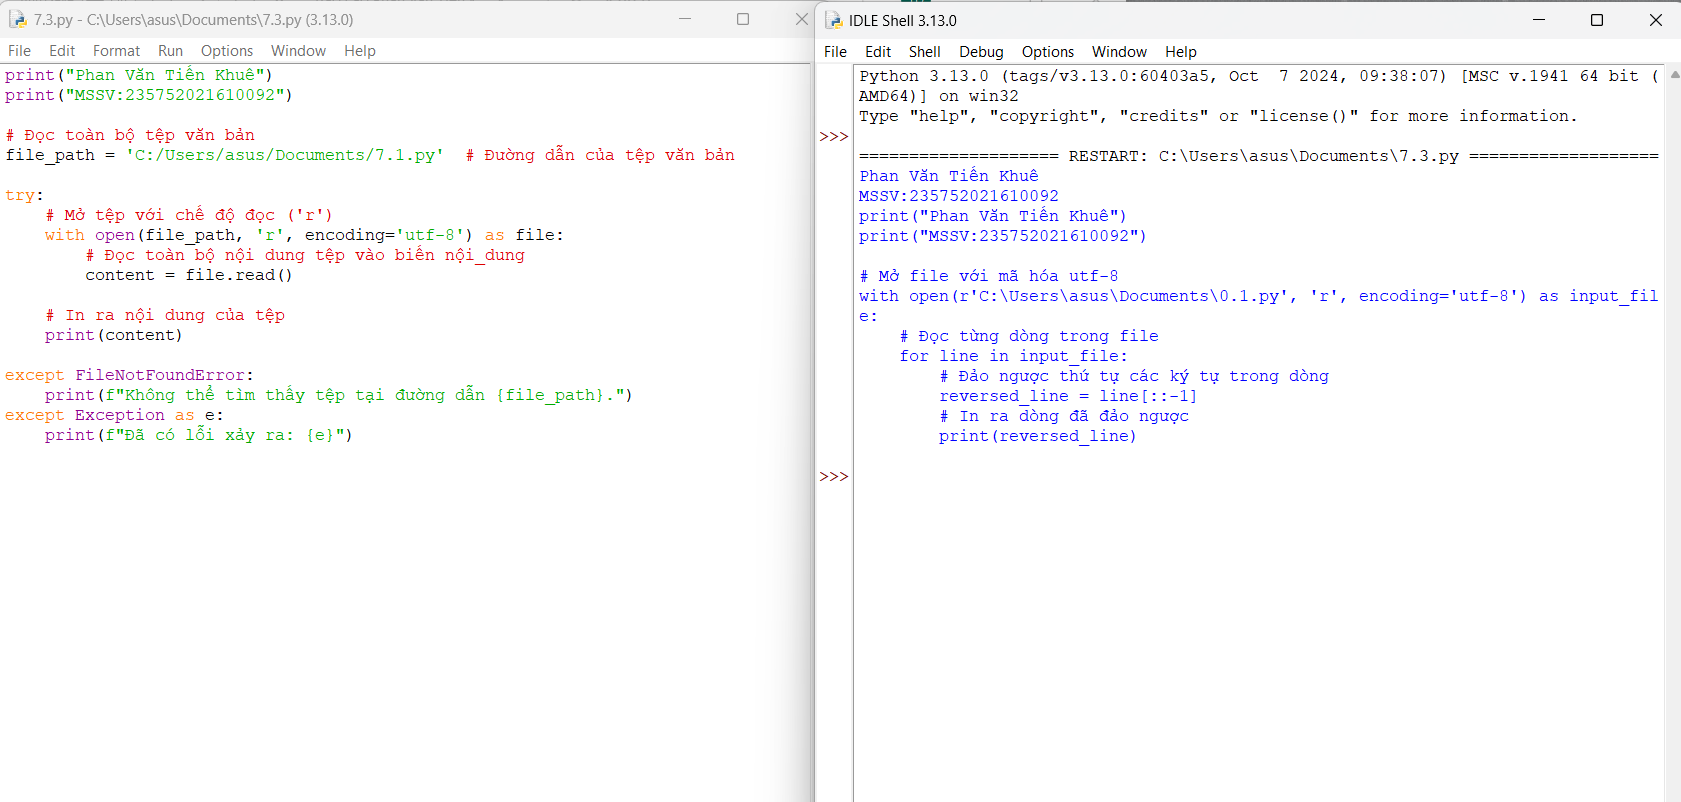 7.3.py - C:\Users\asus\Documents\7.3.py (3.13.0)
File Edit Format Run Options Window Help
print("Phan Văn Tiến Khuê")
print("MSSV:235752021610092")

# Đọc toàn bộ tệp văn bản
file_path = 'C:/Users/asus/Documents/7.1.py'  # Đường dẫn của tệp văn bản

try:
    # Mở tệp với chế độ đọc ('r')
    with open(file_path, 'r', encoding='utf-8') as file:
        # Đọc toàn bộ nội dung tệp vào biến nội_dung
        content = file.read()

    # In ra nội dung của tệp
    print(content)

except FileNotFoundError:
    print(f"Không thể tìm thấy tệp tại đường dẫn {file_path}.")
except Exception as e:
    print(f"Đã có lỗi xảy ra: {e}")
IDLE Shell 3.13.0
File Edit Shell Debug Options Window Help
Python 3.13.0 (tags/v3.13.0:60403a5, Oct  7 2024, 09:38:07) [MSC v.1941 64 bit (
AMD64)] on win32
Type "help", "copyright", "credits" or "license()" for more information.
>>>
==================== RESTART: C:\Users\asus\Documents\7.3.py ===================
Phan Văn Tiến Khuê
MSSV:235752021610092
print("Phan Văn Tiến Khuê")
print("MSSV:235752021610092")

# Mở file với mã hóa utf-8
with open(r'C:\Users\asus\Documents\0.1.py', 'r', encoding='utf-8') as input_fil
e:
    # Đọc từng dòng trong file
    for line in input_file:
        # Đảo ngược thứ tự các ký tự trong dòng
        reversed_line = line[::-1]
        # In ra dòng đã đảo ngược
        print(reversed_line)

>>>